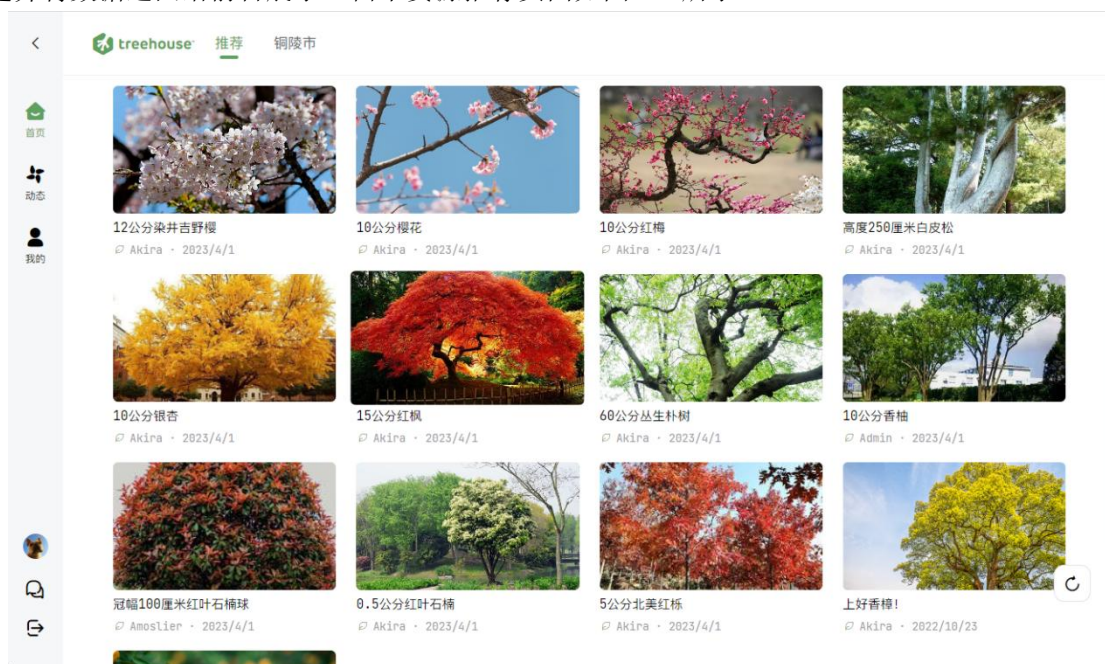 treehouse 推荐 铜陵市
首页
动态
我的
12公分染井吉野樱 10公分樱花 10公分红梅 高度250厘米白皮松
Akira · 2023/4/1 Akira · 2023/4/1 Akira · 2023/4/1 Akira · 2023/4/1
10公分银杏 15公分红枫 60公分丛生朴树 10公分香柚
Akira · 2023/4/1 Akira · 2023/4/1 Akira · 2023/4/1 Admin · 2023/4/1
冠幅100厘米红叶石楠球 0.5公分红叶石楠 5公分北美红栎 上好香樟!
Amoslier · 2023/4/1 Akira · 2023/4/1 Akira · 2023/4/1 Akira · 2022/10/23